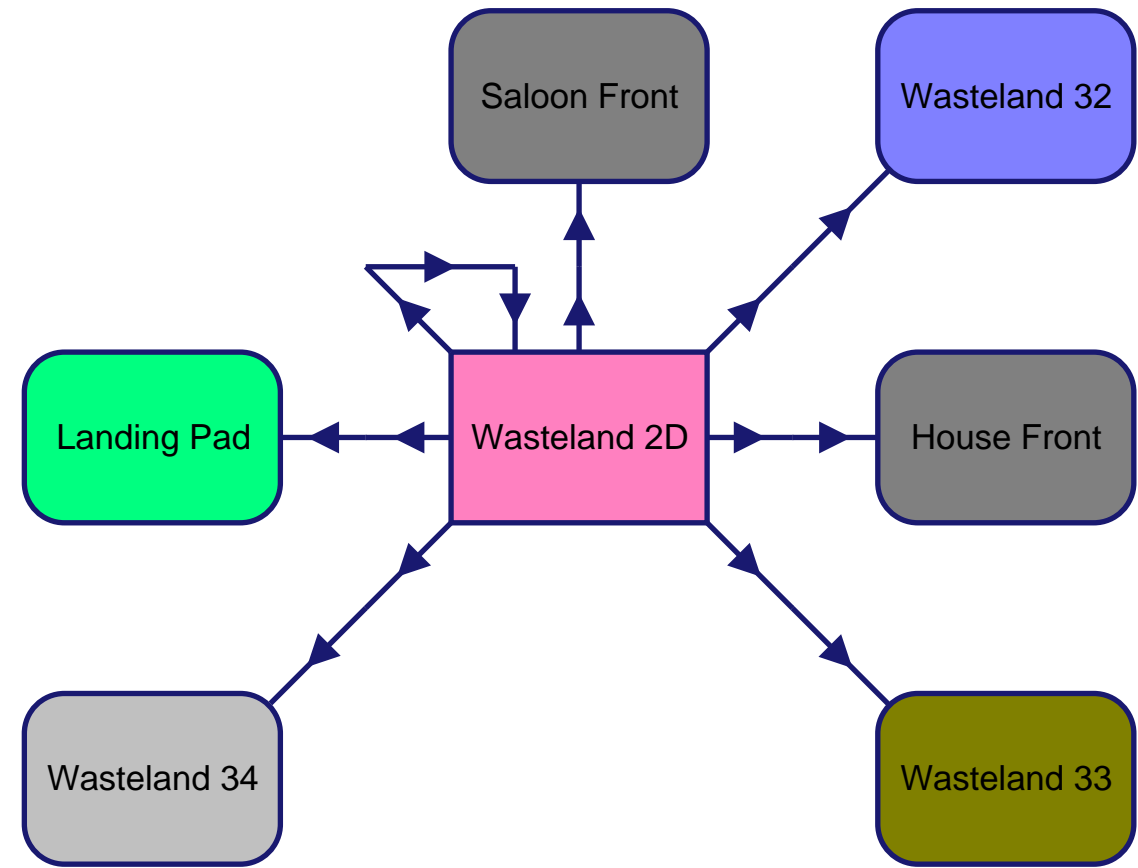 Saloon Front
Wasteland 32
Landing Pad
Wasteland 2D
House Front
Wasteland 34
Wasteland 33